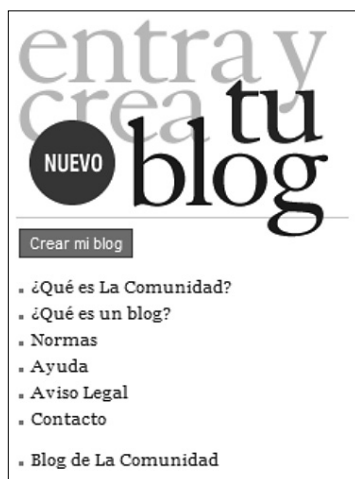 entra y
crea tu
NUEVO blog
Crear mi blog
¿Qué es La Comunidad?
¿Qué es un blog?
Normas
Ayuda
Aviso Legal
Contacto
Blog de La Comunidad